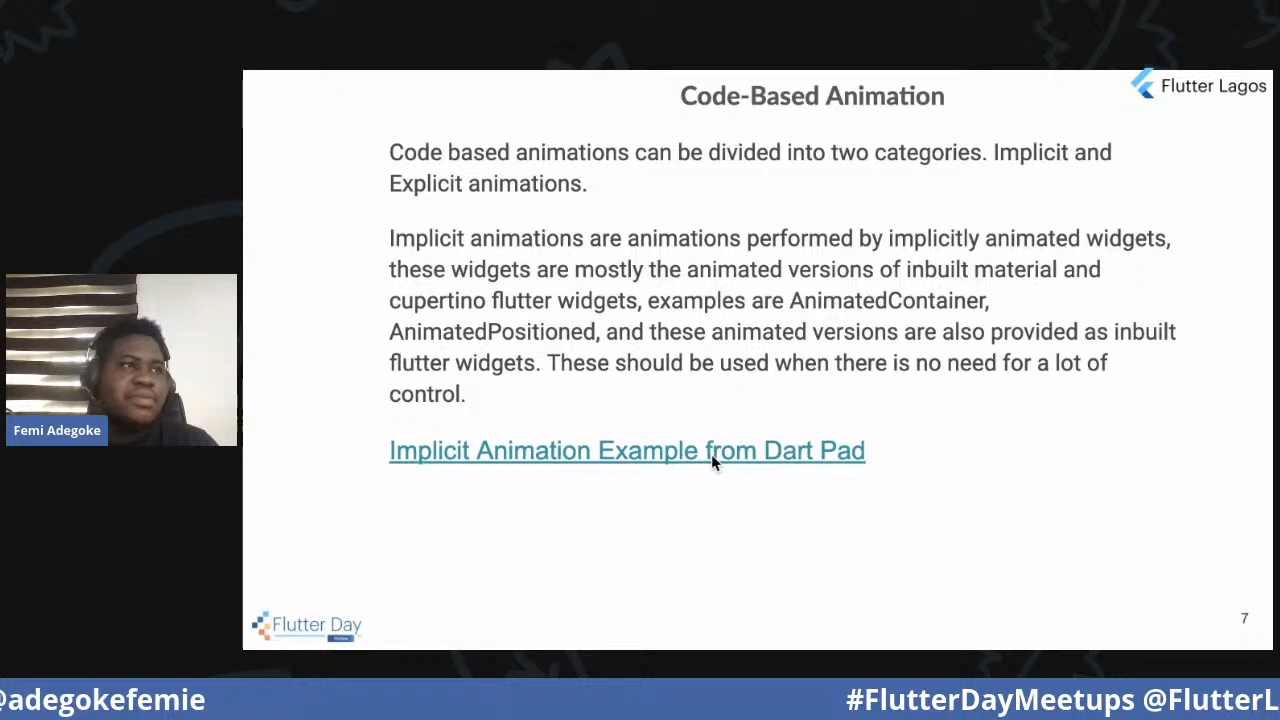 Code-Based Animation
Flutter Lagos
Code based animations can be divided into two categories. Implicit and
Explicit animations.
Implicit animations are animations performed by implicitly animated widgets,
these widgets are mostly the animated versions of inbuilt material and
cupertino flutter widgets, examples are AnimatedContainer,
AnimatedPositioned, and these animated versions are also provided as inbuilt
flutter widgets. These should be used when there is no need for a lot of
control.
Implicit Animation Example from Dart Pad
Femi Adegoke
Flutter Day
7
@adegokefemie
#FlutterDayMeetups @FlutterL